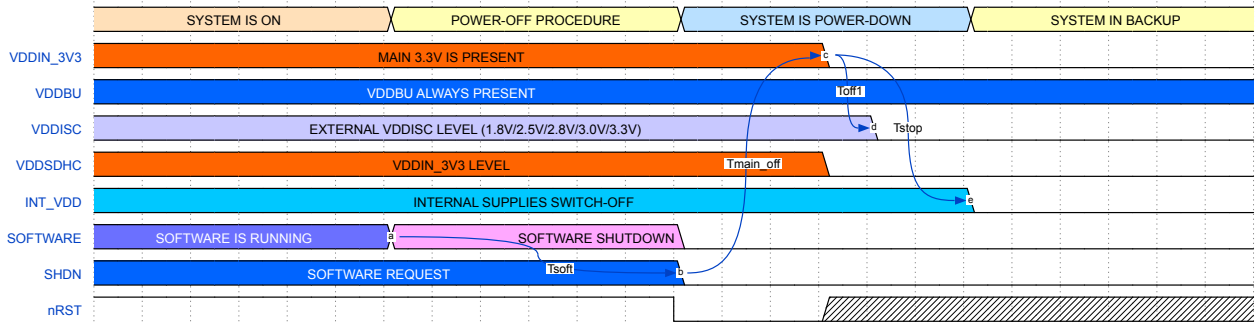 SYSTEM IS ON POWER-OFF PROCEDURE SYSTEM IS POWER-DOWN SYSTEM IN BACKUP
VDDIN_3V3 MAIN 3.3V IS PRESENT c
VDDBU VDDBU ALWAYS PRESENT Toff1
VDDISC EXTERNAL VDDISC LEVEL (1.8V/2.5V/2.8V/3.0V/3.3V) d Tstop
VDDSDHC VDDIN_3V3 LEVEL Tmain_off
INT_VDD INTERNAL SUPPLIES SWITCH-OFF e
SOFTWARE SOFTWARE IS RUNNING a SOFTWARE SHUTDOWN
SHDN SOFTWARE REQUEST Tsoft b
nRST